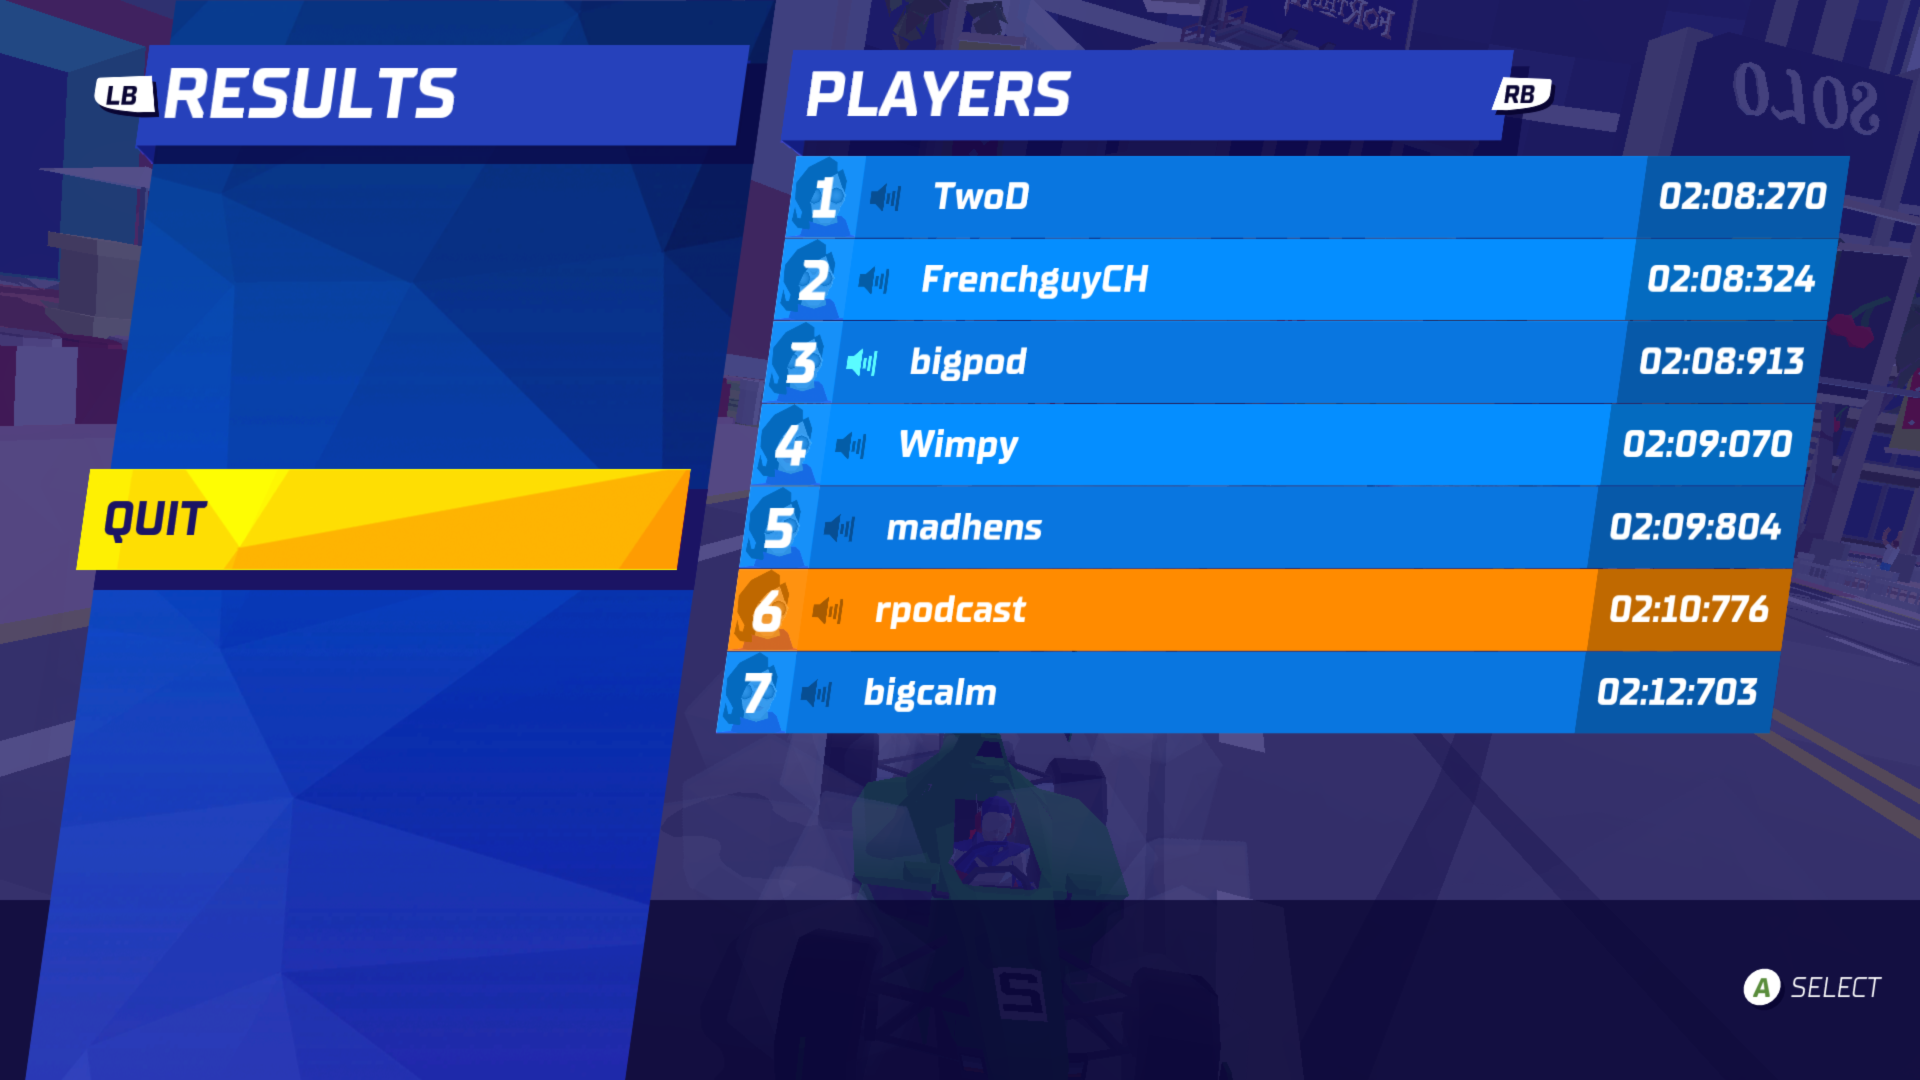 LB RESULTS
PLAYERS RB
1 TwoD 02:08:270
2 FrenchguyCH 02:08:324
3 bigpod 02:08:913
4 Wimpy 02:09:070
5 madhens 02:09:804
6 rpodcast 02:10:776
7 bigcalm 02:12:703
QUIT
SOLO
S
A SELECT